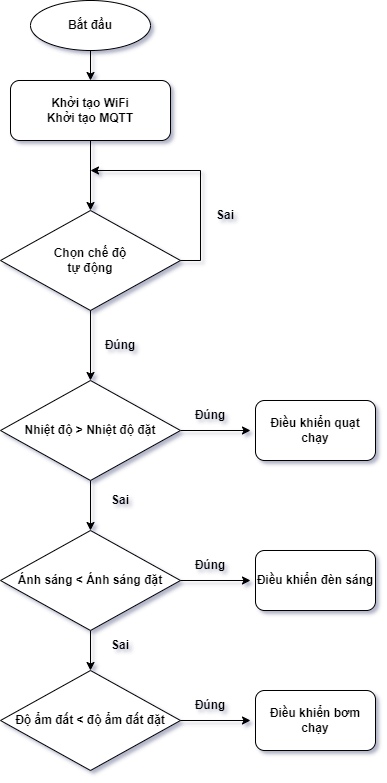 Bắt đầu
Khởi tạo WiFi
Khởi tạo MQTT
Sai
Chọn chế độ
tự động
Đúng
Nhiệt độ > Nhiệt độ đặt
Đúng
Điều khiển quạt
chạy
Sai
Ánh sáng < Ánh sáng đặt
Đúng
Điều khiển đèn sáng
Sai
Độ ẩm đất < độ ẩm đất đặt
Đúng
Điều khiển bơm
chạy